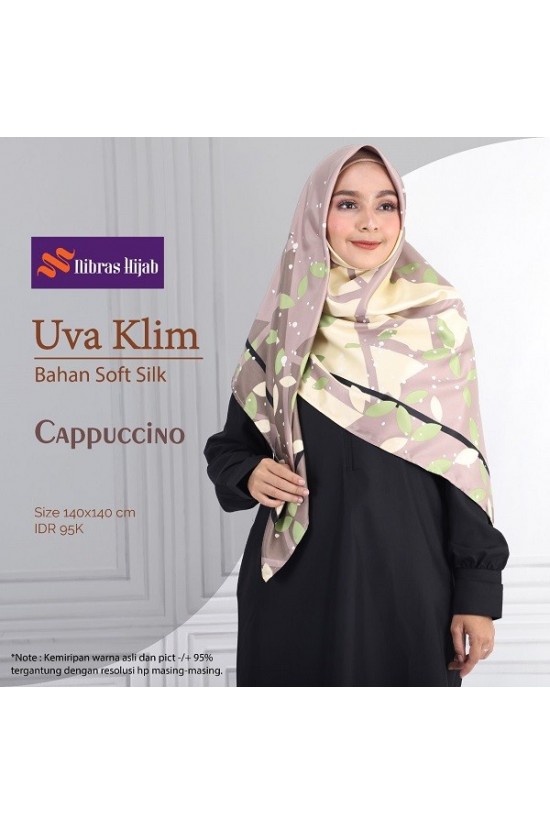 Nibras Hijab
Uva Klim
Bahan Soft Silk
Cappuccino
Size 140x140 cm
IDR 95K
*Note : Kemiripan warna asli dan pict -/+ 95%
tergantung dengan resolusi hp masing-masing.